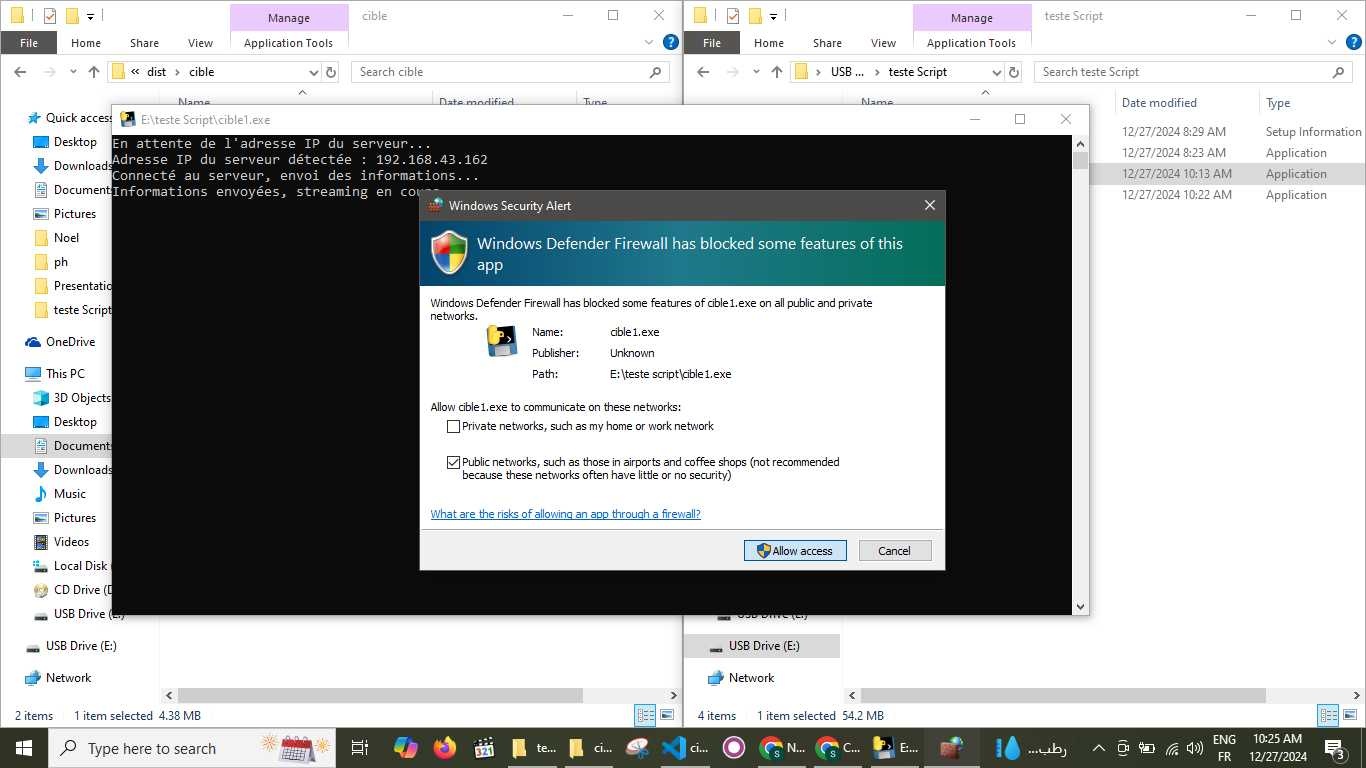 Manage
cible
File
Home
Share
View
Application Tools
«
dist
cible
Search cible
Name
Date modified
Type
Quick access
Desktop
Downloads
Document
Pictures
Noel
ph
Presentatio
teste Script
OneDrive
This PC
3D Objects
Desktop
Document
Downloads
Music
Pictures
Videos
Local Disk
CD Drive (D
USB Drive (E:)
USB Drive (E:)
Network
2 items
1 item selected 4.38 MB
Manage
teste Script
File
Home
Share
View
Application Tools
USB ...
teste Script
Search teste Script
Name
Date modified
Type
12/27/2024 8:29 AM
Setup Information
12/27/2024 8:23 AM
Application
12/27/2024 10:13 AM
Application
12/27/2024 10:22 AM
Application
USB Drive (E:)
USB Drive (E:)
Network
4 items
1 item selected 54.2 MB
E:\teste Script\cible1.exe
En attente de l'adresse IP du serveur...
Adresse IP du serveur détectée : 192.168.43.162
Connecté au serveur, envoi des informations...
Informations envoyées, streaming en cours
Windows Security Alert
Windows Defender Firewall has blocked some features of this
app
Windows Defender Firewall has blocked some features of cible1.exe on all public and private
networks.
Name:
cible1.exe
Publisher:
Unknown
Path:
E:\teste script\cible1.exe
Allow cible1.exe to communicate on these networks:
Private networks, such as my home or work network
Public networks, such as those in airports and coffee shops (not recommended
because these networks often have little or no security)
What are the risks of allowing an app through a firewall?
Allow access
Cancel
Type here to search
321
te...
ci...
ci...
N...
C...
E:...
رطب...
ENG
FR
10:25 AM
12/27/2024
3